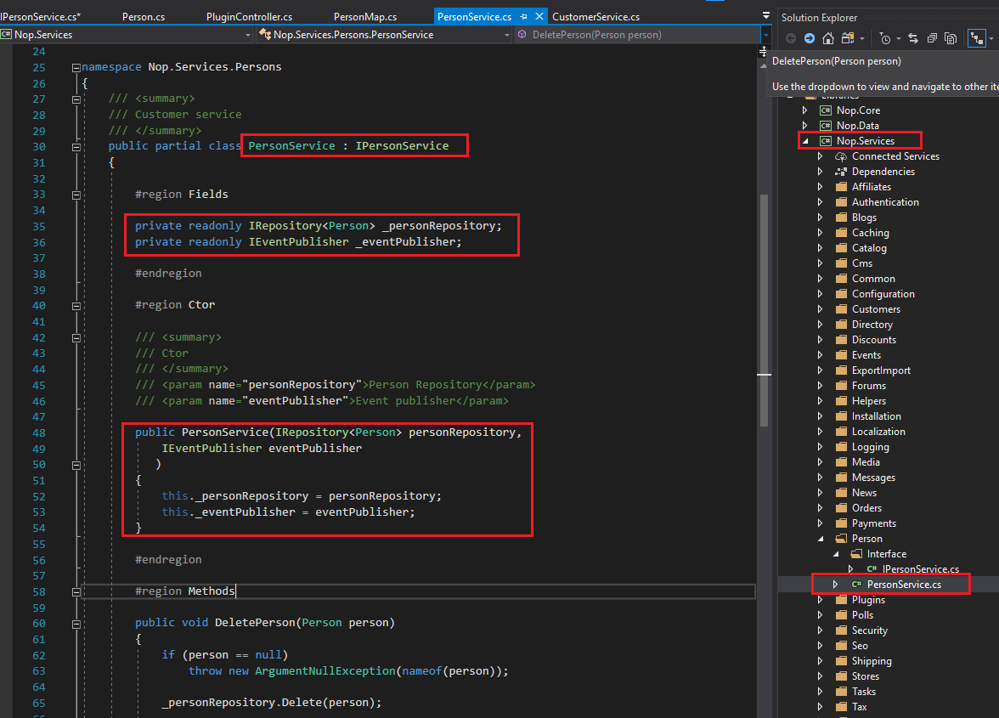 IPersonService.cs*
Person.cs
PluginController.cs
PersonMap.cs
PersonService.cs
CustomerService.cs
C# Nop.Services
Nop.Services.Persons.PersonService
DeletePerson(Person person)
24
25 namespace Nop.Services.Persons
26 {
27 /// <summary>
28 /// Customer service
29 /// </summary>
30 public partial class PersonService : IPersonService
31 {
32
33 #region Fields
34
35 private readonly IRepository<Person> _personRepository;
36 private readonly IEventPublisher _eventPublisher;
37
38 #endregion
39
40 #region Ctor
41
42 /// <summary>
43 /// Ctor
44 /// </summary>
45 /// <param name="personRepository">Person Repository</param>
46 /// <param name="eventPublisher">Event publisher</param>
47
48 public PersonService(IRepository<Person> personRepository,
49 IEventPublisher eventPublisher
50 )
51 {
52 this._personRepository = personRepository;
53 this._eventPublisher = eventPublisher;
54 }
55
56 #endregion
57
58 #region Methods
59
60 public void DeletePerson(Person person)
61 {
62 if (person == null)
63 throw new ArgumentNullException(nameof(person));
64
65 _personRepository.Delete(person);
Solution Explorer
DeletePerson(Person person)
Use the dropdown to view and navigate to other
Libraries
C# Nop.Core
C# Nop.Data
C# Nop.Services
Connected Services
Dependencies
Affiliates
Authentication
Blogs
Caching
Catalog
Cms
Common
Configuration
Customers
Directory
Discounts
Events
ExportImport
Forums
Helpers
Installation
Localization
Logging
Media
Messages
News
Orders
Payments
Person
Interface
C# IPersonService.cs
C# PersonService.cs
Plugins
Polls
Security
Seo
Shipping
Stores
Tasks
Tax